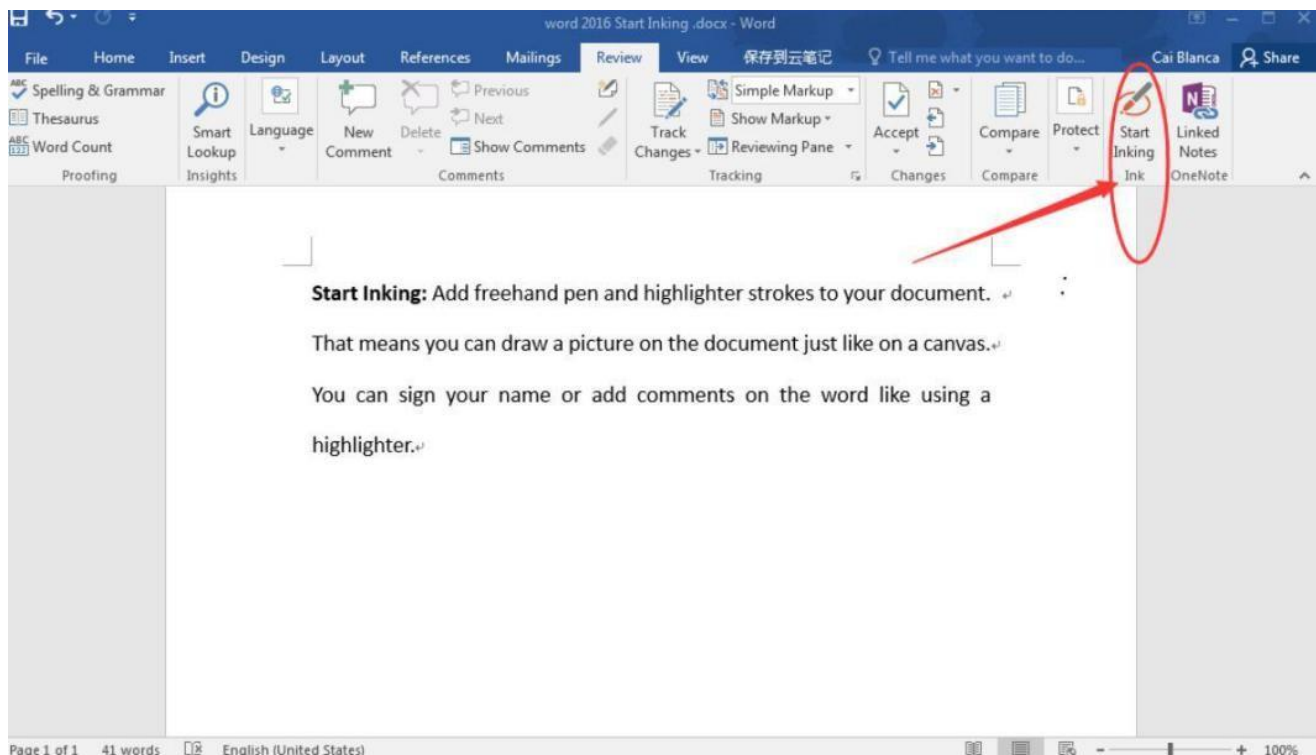 word 2016 Start Inking .docx - Word
File Home Insert Design Layout References Mailings Review View 保存到云笔记 Tell me what you want to do... Cai Blanca Share
Spelling & Grammar
Thesaurus
Word Count
Proofing
Smart Lookup
Insights
Language
New Comment
Delete
Previous
Next
Show Comments
Comments
Track Changes
Simple Markup
Show Markup
Reviewing Pane
Tracking
Accept
Changes
Compare
Compare
Protect
Start Inking
Ink
Linked Notes
OneNote
Start Inking: Add freehand pen and highlighter strokes to your document.
That means you can draw a picture on the document just like on a canvas.
You can sign your name or add comments on the word like using a
highlighter.
Page 1 of 1 41 words English (United States) 100%